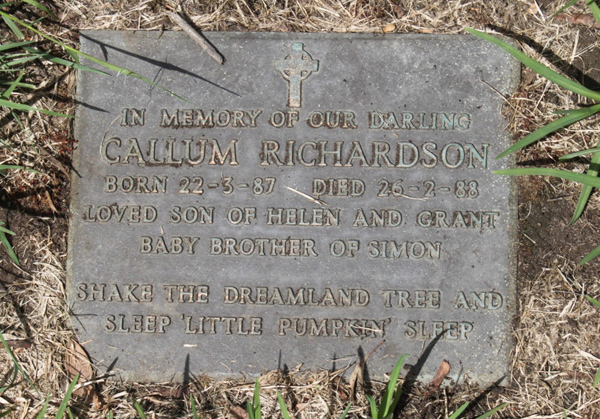 IN MEMORY OF OUR DARLING
CALLUM RICHARDSON
BORN 22-3-87 DIED 26-2-88
LOVED SON OF HELEN AND GRANT
BABY BROTHER OF SIMON
SHAKE THE DREAMLAND TREE AND
SLEEP 'LITTLE PUMPKIN' SLEEP